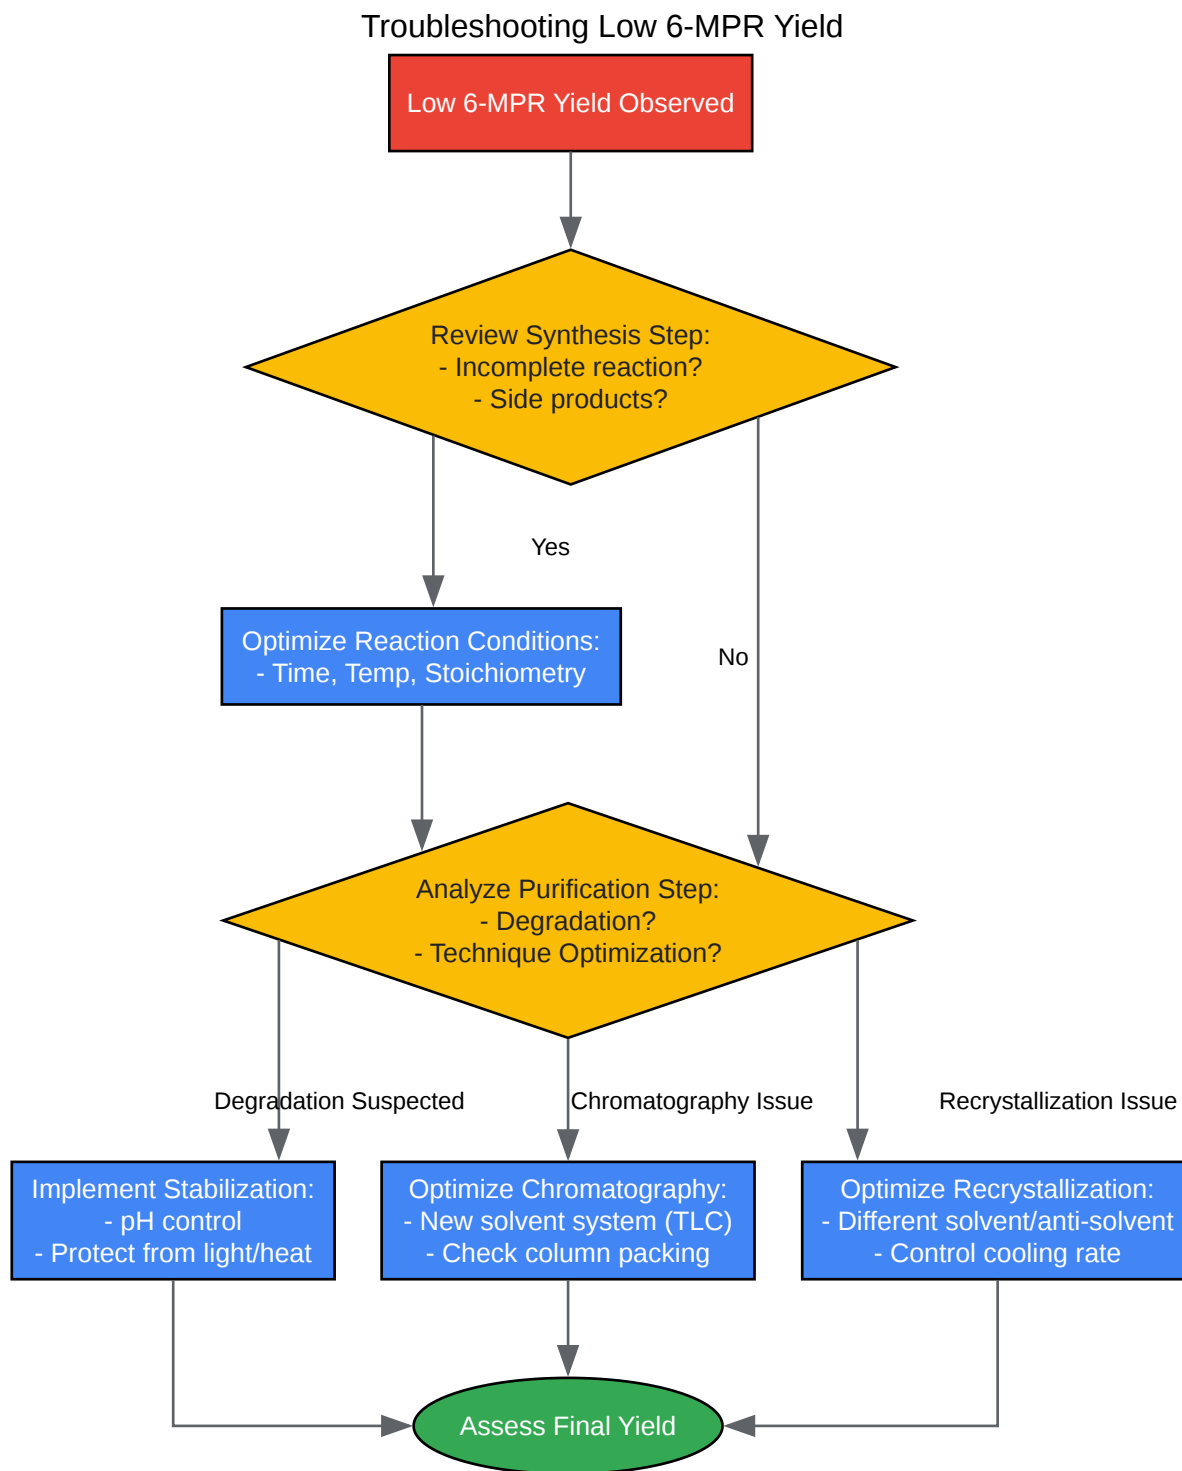 Troubleshooting Low 6-MPR Yield
Low 6-MPR Yield Observed
Review Synthesis Step:
- Incomplete reaction?
- Side products?
Yes
Optimize Reaction Conditions:
- Time, Temp, Stoichiometry
No
Analyze Purification Step:
- Degradation?
- Technique Optimization?
Degradation Suspected
Chromatography Issue
Recrystallization Issue
Implement Stabilization:
- pH control
- Protect from light/heat
Optimize Chromatography:
- New solvent system (TLC)
- Check column packing
Optimize Recrystallization:
- Different solvent/anti-solvent
- Control cooling rate
Assess Final Yield